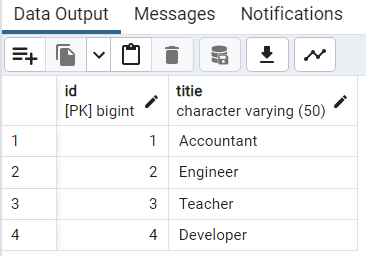 Data Output Messages Notifications
id titie
[PK] bigint character varying (50)
1 1 Accountant
2 2 Engineer
3 3 Teacher
4 4 Developer